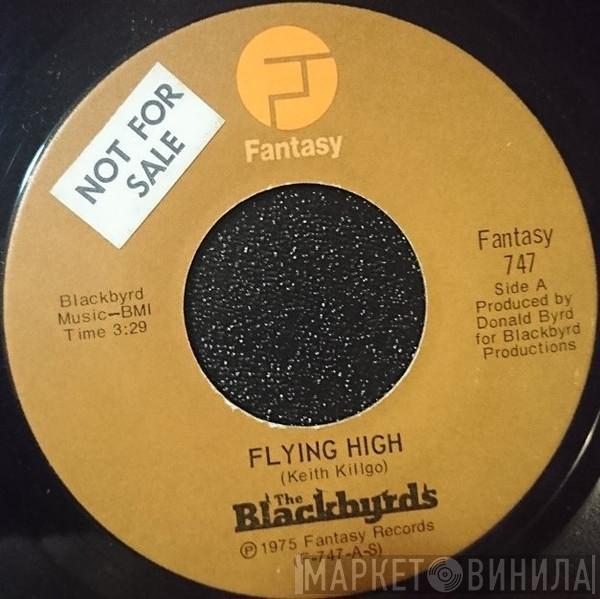 Fantasy
NOT FOR
SALE
Blackbyrd
Music—BMI
Time 3:29
Fantasy
747
Side A
Produced by
Donald Byrd
for Blackbyrd
Productions
FLYING HIGH
(Keith Killgo)
The
Blackbyrds
℗ 1975 Fantasy Records
(F-747-A-S)
МАРКЕТ ВИНИЛА